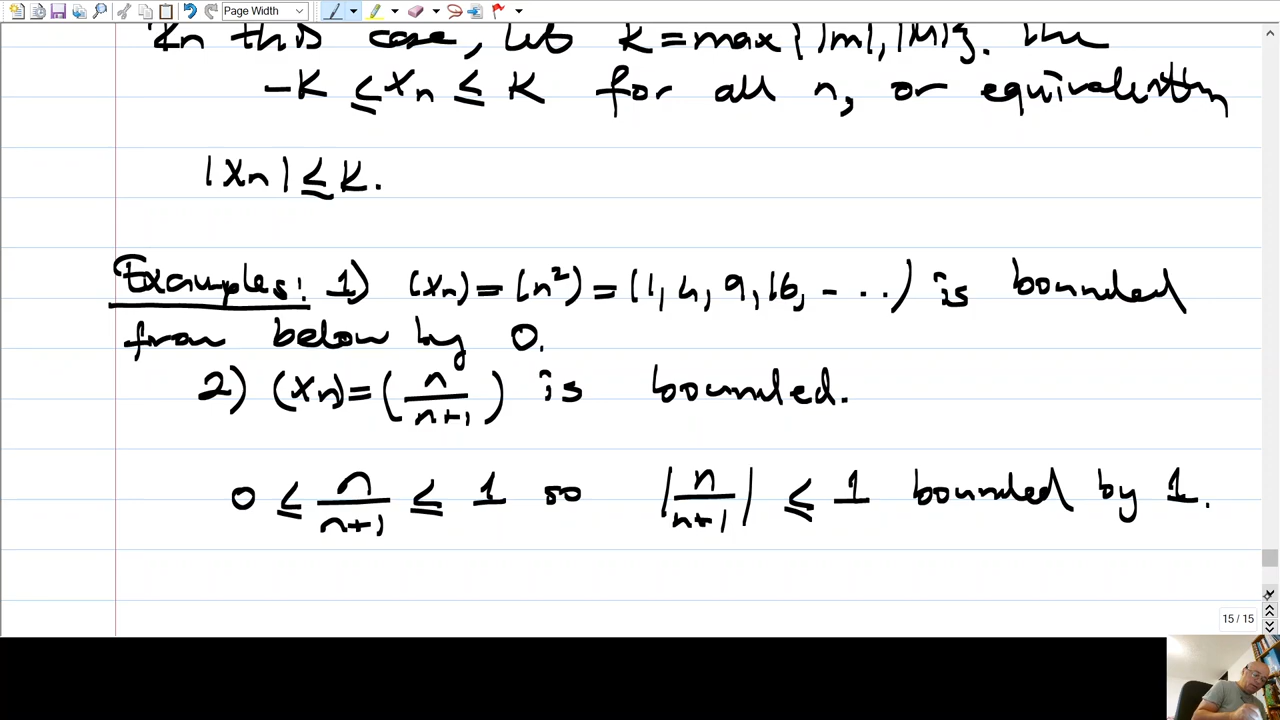 Page Width
In this case, let K = max{|m|, |M|}. The
-K ≤ Xn ≤ K for all n, or equivalently
|Xn| ≤ K.
Examples: 1) (Xn) = (n²) = (1, 4, 9, 16, - ...) is bounded
from below by 0.
2) (Xn) = (n/(n+1)) is bounded.
0 ≤ n/(n+1) ≤ 1 so |n/(n+1)| ≤ 1 bounded by 1.
15 / 15